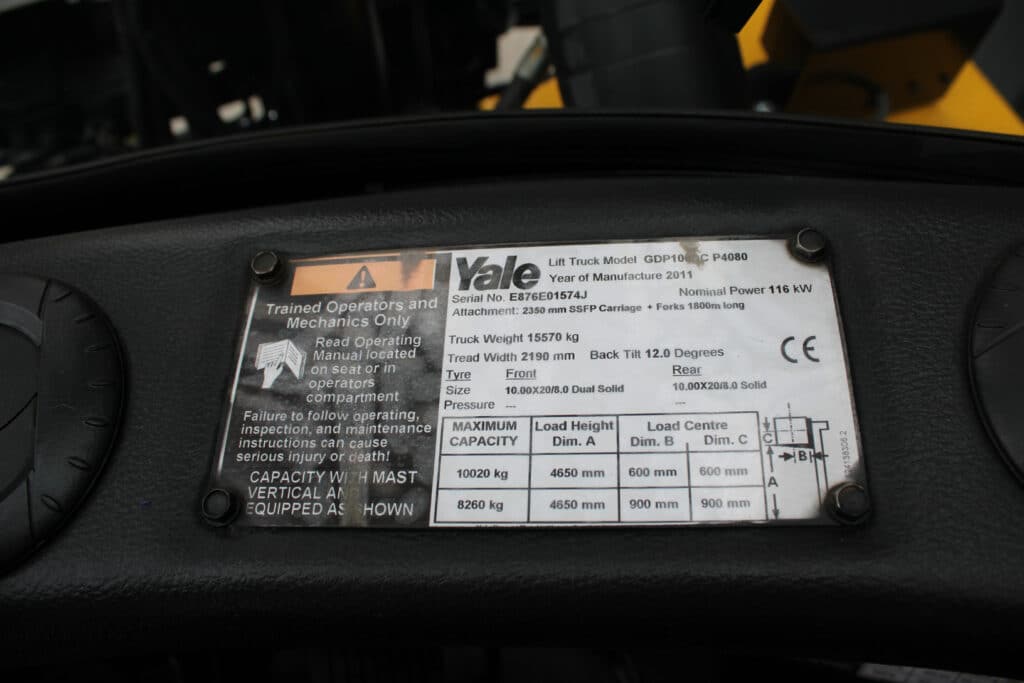 Trained Operators and
Mechanics Only
Read Operating
Manual located
on seat or in
operators
compartment
Failure to follow operating,
inspection, and maintenance
instructions can cause
serious injury or death!
CAPACITY WITH MAST
VERTICAL AND
EQUIPPED AS SHOWN
Yale Lift Truck Model P4080
Year of Manufacture 2011
Serial No. E876E01574J Nominal Power 116 kW
Attachment: 2350 mm SSFP Carriage + Forks 1800m long
Truck Weight 15570 kg
Tread Width 2190 mm Back Tilt 12.0 Degrees
CE
Tyre Front Rear
Size 10.00X20/8.0 Dual Solid 10.00X20/8.0 Solid
Pressure --- ---
MAXIMUM CAPACITY Load Height Dim. A Load Centre Dim. B Dim. C
10020 kg 4650 mm 600 mm 600 mm
8260 kg 4650 mm 900 mm 900 mm
C
B
A